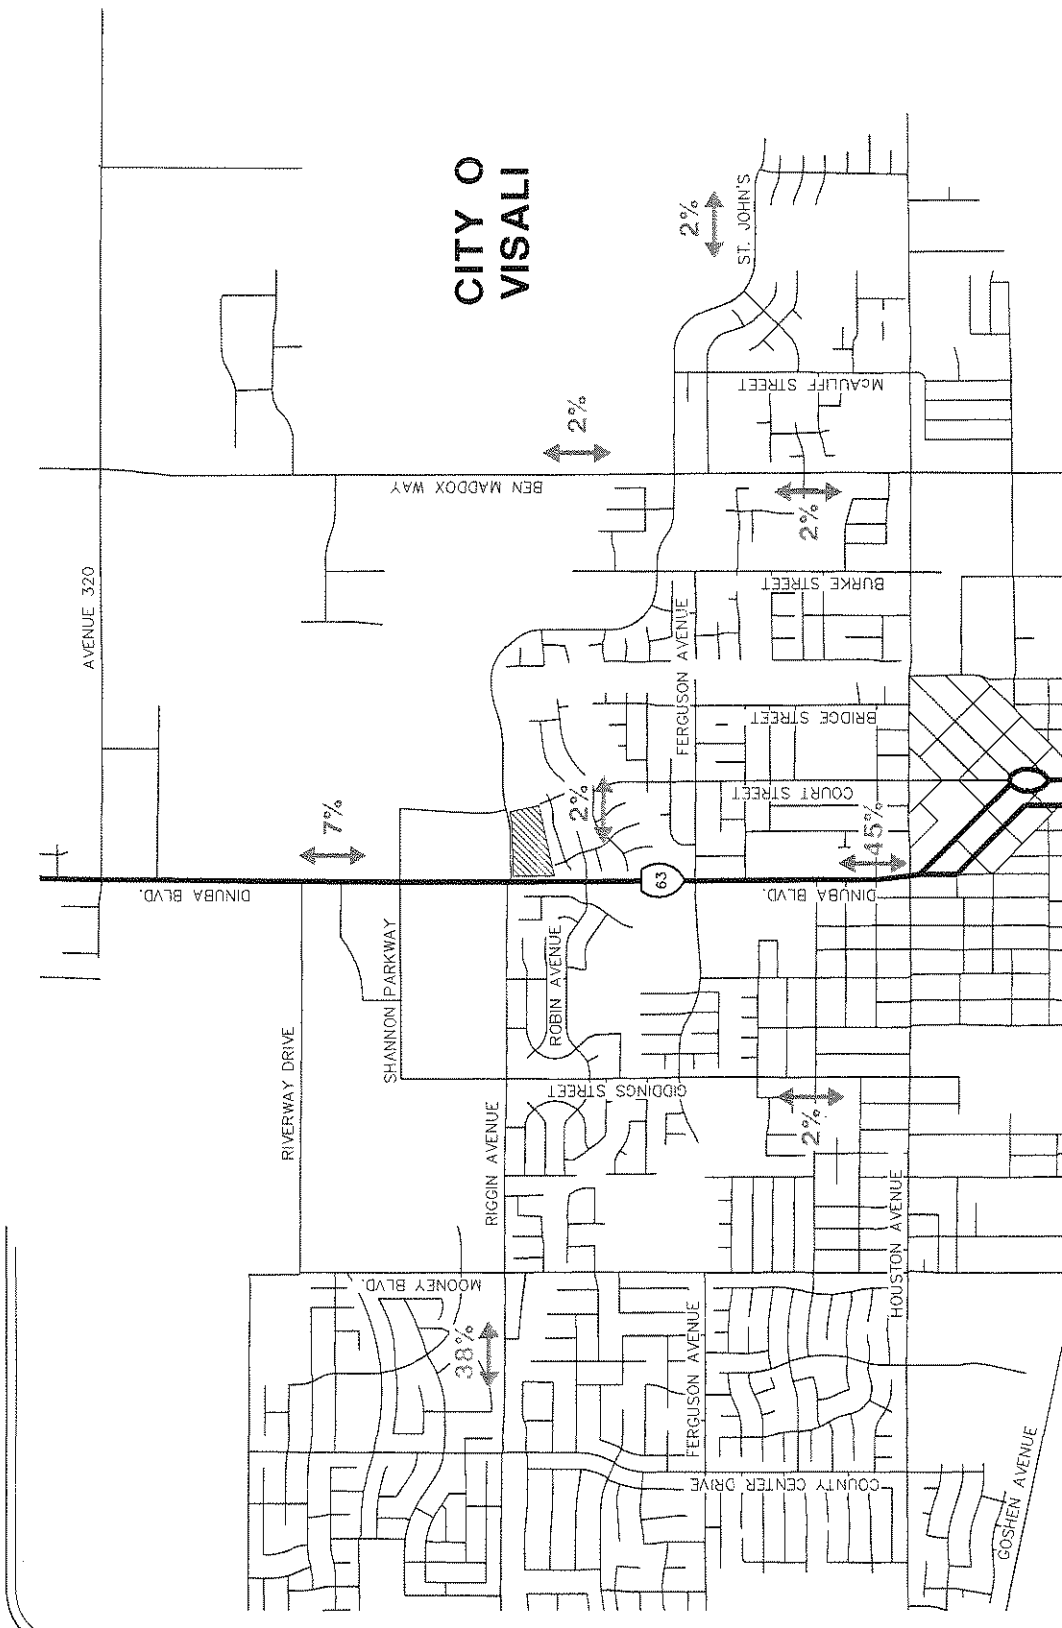 AVENUE 320
CITY O
VISALI
2%
ST. JOHN'S
McAULIFF STREET
2%
BEN MADDOX WAY
2%
BURKE STREET
FERGUSON AVENUE
BRIDGE STREET
COURT STREET
2%
7%
45%
DINUBA BLVD.
63
DINUBA BLVD.
SHANNON PARKWAY
ROBIN AVENUE
RIVERWAY DRIVE
GIDDINGS STREET
2%
RIGGIN AVENUE
HOUSTON AVENUE
MOONEY BLVD.
38%
FERGUSON AVENUE
COUNTY CENTER DRIVE
GOSHEN AVENUE